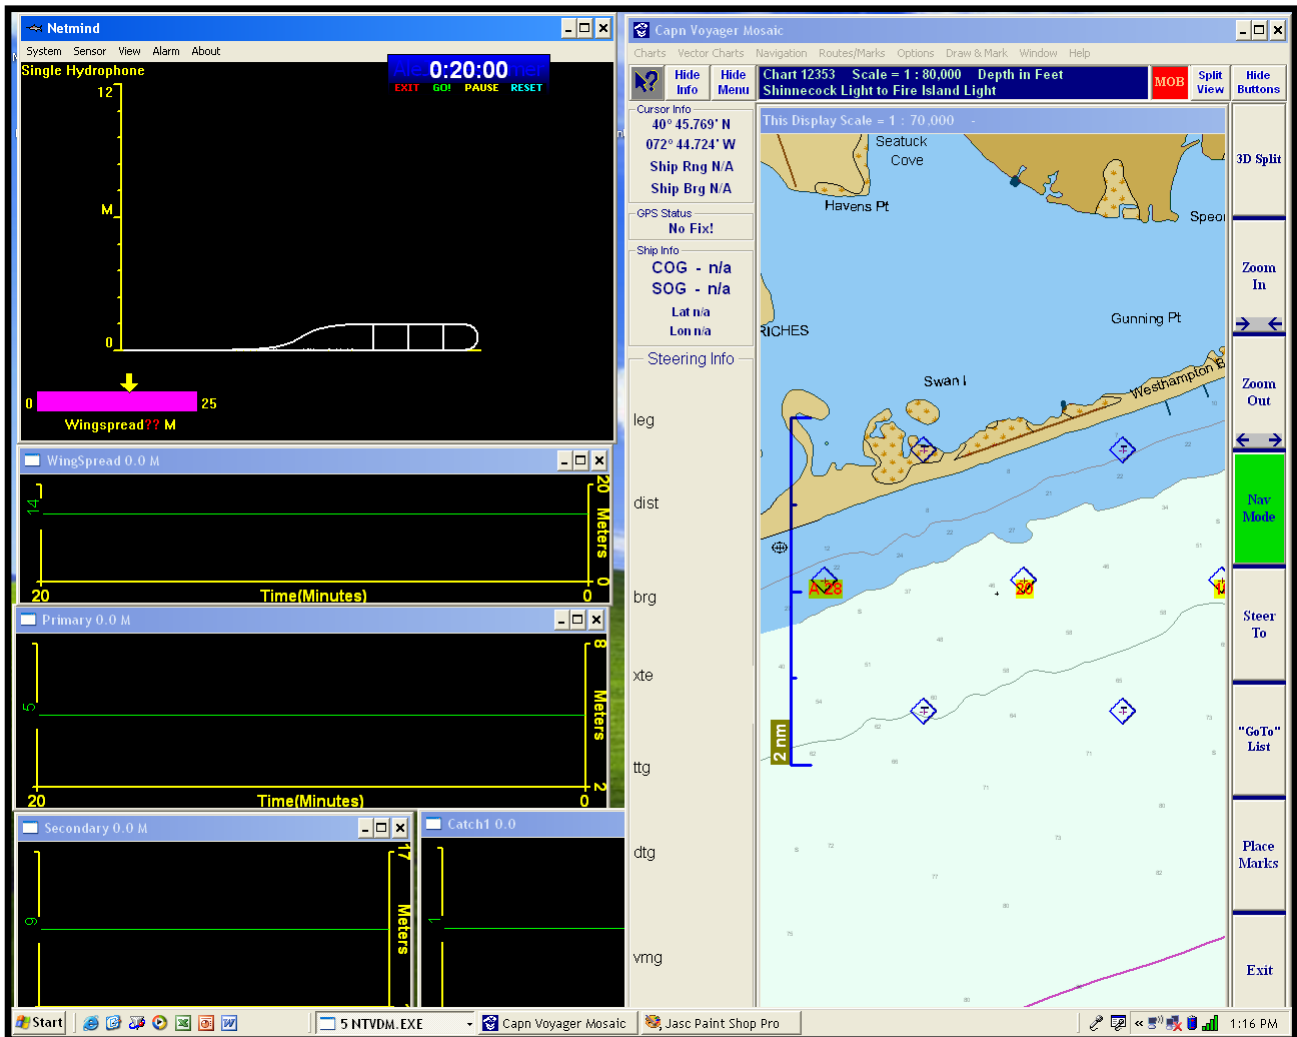 Netmind
System Sensor View Alarm About
Single Hydrophone
0:20:00
EXIT GO! PAUSE RESET
12
M
0
0 25
Wingspread?? M
WingSpread 0.0 M
14
20
Meters
0
20 Time(Minutes) 0
Primary 0.0 M
5
8
Meters
2
20 Time(Minutes) 0
Secondary 0.0 M
9
17
Meters
Catch1 0.0
1
Capn Voyager Mosaic
Charts Vector Charts Navigation Routes/Marks Options Draw & Mark Window Help
Hide Info
Hide Menu
Chart 12353 Scale = 1 : 80,000 Depth in Feet
Shinnecock Light to Fire Island Light
MOB
Split View
Hide Buttons
Cursor Info
40° 45.769' N
072° 44.724' W
Ship Rng N/A
Ship Brg N/A
GPS Status
No Fix!
Ship Info
COG - n/a
SOG - n/a
Lat n/a
Lon n/a
Steering Info
leg
dist
brg
xte
ttg
dtg
vmg
This Display Scale = 1 : 70,000 -
Seatuck
Cove
Havens Pt
Speo
RICHES
Gunning Pt
Swan I
Westhampton B
A 28
20
2 nm
3D Split
Zoom
In
Zoom
Out
Nav
Mode
Steer
To
"GoTo"
List
Place
Marks
Exit
Start
5 NTVDM.EXE
Capn Voyager Mosaic
Jasc Paint Shop Pro
1:16 PM